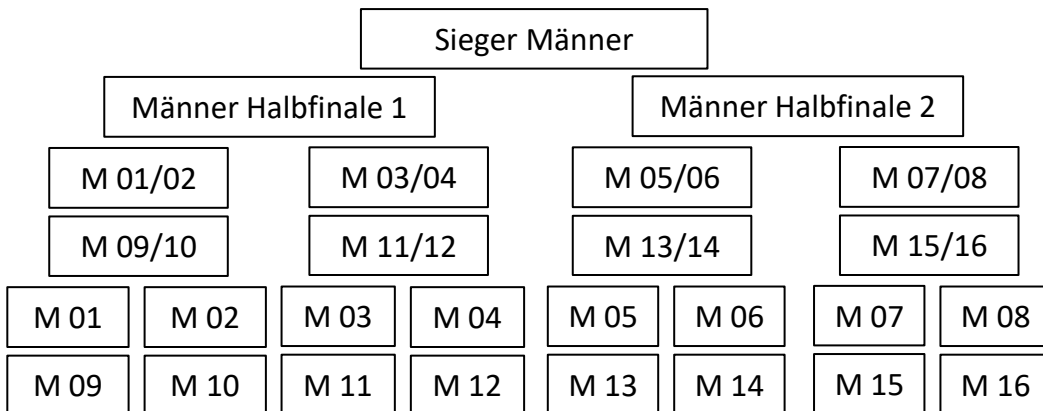 Sieger Männer
Männer Halbfinale 1 Männer Halbfinale 2
M 01/02 M 03/04 M 05/06 M 07/08
M 09/10 M 11/12 M 13/14 M 15/16
M 01 M 02 M 03 M 04 M 05 M 06 M 07 M 08
M 09 M 10 M 11 M 12 M 13 M 14 M 15 M 16